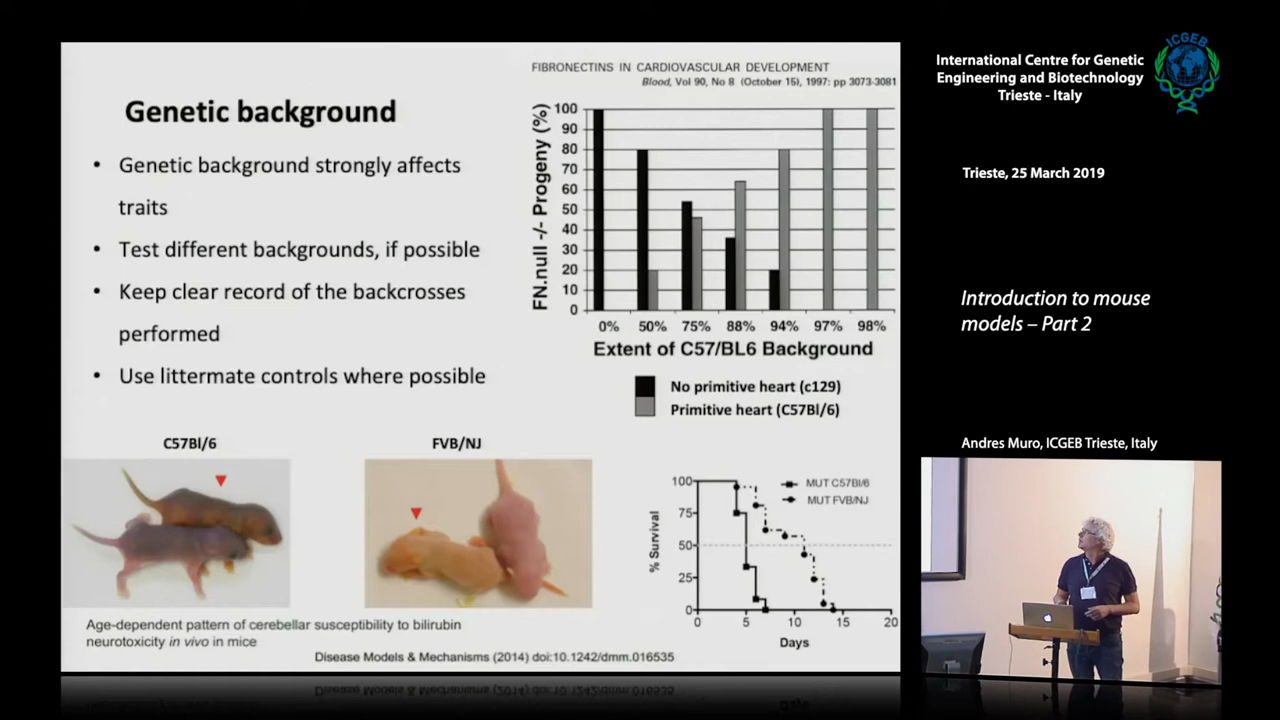 FIBRONECTINS IN CARDIOVASCULAR DEVELOPMENT
Blood, Vol 90, No 8 (October 15), 1997: pp 3073-3081
Genetic background
• Genetic background strongly affects
traits
• Test different backgrounds, if possible
• Keep clear record of the backcrosses
performed
• Use littermate controls where possible
FN.null -/- Progeny (%)
100
90
80
70
60
50
40
30
20
10
0
0% 50% 75% 88% 94% 97% 98%
Extent of C57/BL6 Background
No primitive heart (c129)
Primitive heart (C57Bl/6)
C57Bl/6
FVB/NJ
% Survival
100
75
50
25
0
0 5 10 15 20
Days
MUT C57Bl/6
MUT FVB/NJ
Age-dependent pattern of cerebellar susceptibility to bilirubin
neurotoxicity in vivo in mice
Disease Models & Mechanisms (2014) doi:10.1242/dmm.016535
International Centre for Genetic
Engineering and Biotechnology
Trieste - Italy
ICGEB
Trieste, 25 March 2019
Introduction to mouse
models – Part 2
Andres Muro, ICGEB Trieste, Italy